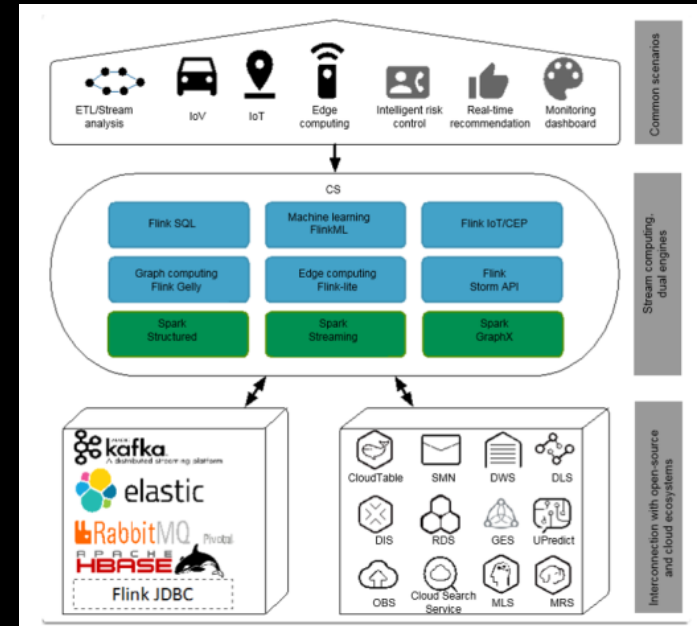 ETL/Stream
analysis
IoV
IoT
Edge
computing
Intelligent risk
control
Real-time
recommendation
Monitoring
dashboard
Common scenarios
CS
Flink SQL
Machine learning
FlinkML
Flink IoT/CEP
Graph computing
Flink Gelly
Edge computing
Flink-lite
Flink
Storm API
Spark
Structured
Spark
Streaming
Spark
GraphX
Stream computing,
dual engines
kafka
A distributed streaming platform
elastic
RabbitMQ
Pivotal
APACHE
HBASE
Flink JDBC
CloudTable
SMN
DWS
DLS
DIS
RDS
GES
UPredict
OBS
Cloud Search
Service
MLS
MRS
Interconnection with open-source
and cloud ecosystems